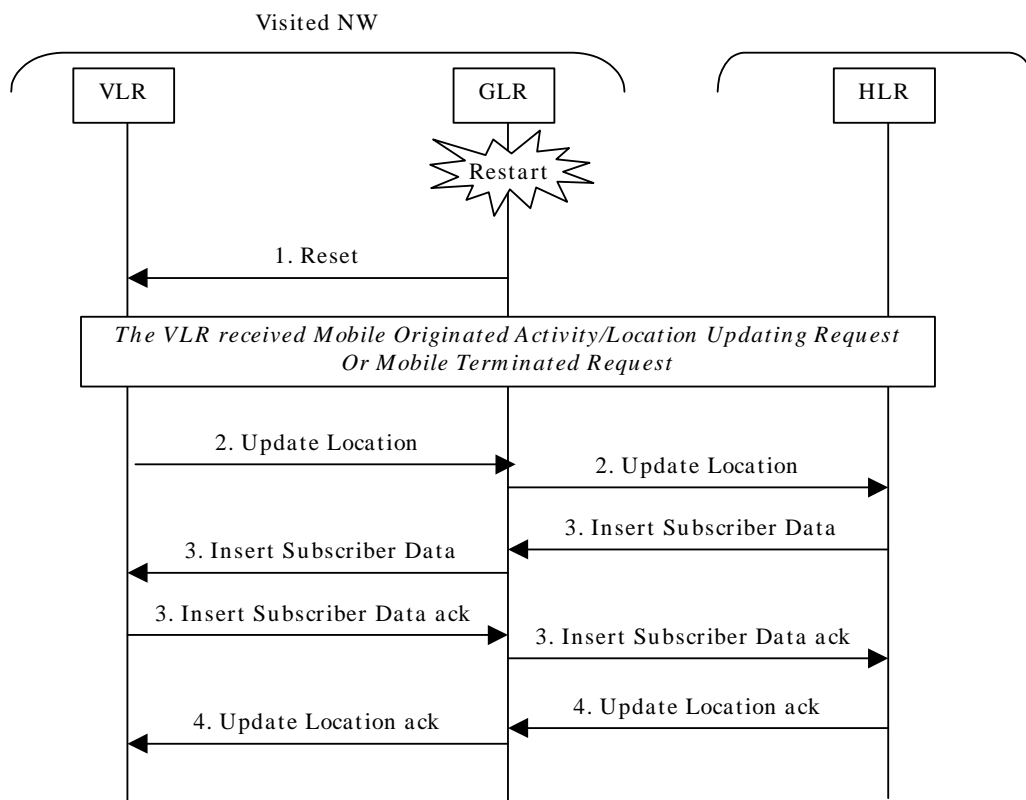 Visited NW
VLR
GLR
HLR
Restart
1. Reset
The VLR received Mobile Originated Activity/Location Updating Request
Or Mobile Terminated Request
2. Update Location
2. Update Location
3. Insert Subscriber Data
3. Insert Subscriber Data
3. Insert Subscriber Data ack
3. Insert Subscriber Data ack
4. Update Location ack
4. Update Location ack